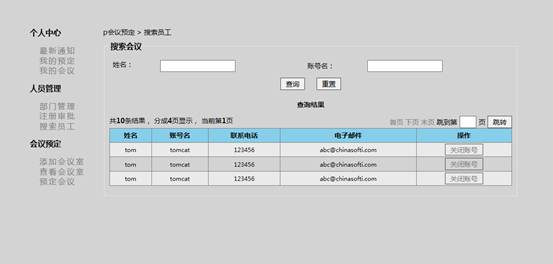 个人中心
最新通知
我的预定
我的会议
人员管理
部门管理
注册审批
搜索员工
会议预定
添加会议室
查看会议室
预定会议
p会议预定 > 搜索员工
搜索会议
姓名： 账号名：
查询 重置
查询结果
共10条结果， 分成4页显示， 当前第1页 首页 下页 末页 跳到第 页 跳转
姓名 账号名 联系电话 电子邮件 操作
tom tomcat 123456 abc@chinasofti.com 关闭账号
tom tomcat 123456 abc@chinasofti.com 关闭账号
tom tomcat 123456 abc@chinasofti.com 关闭账号